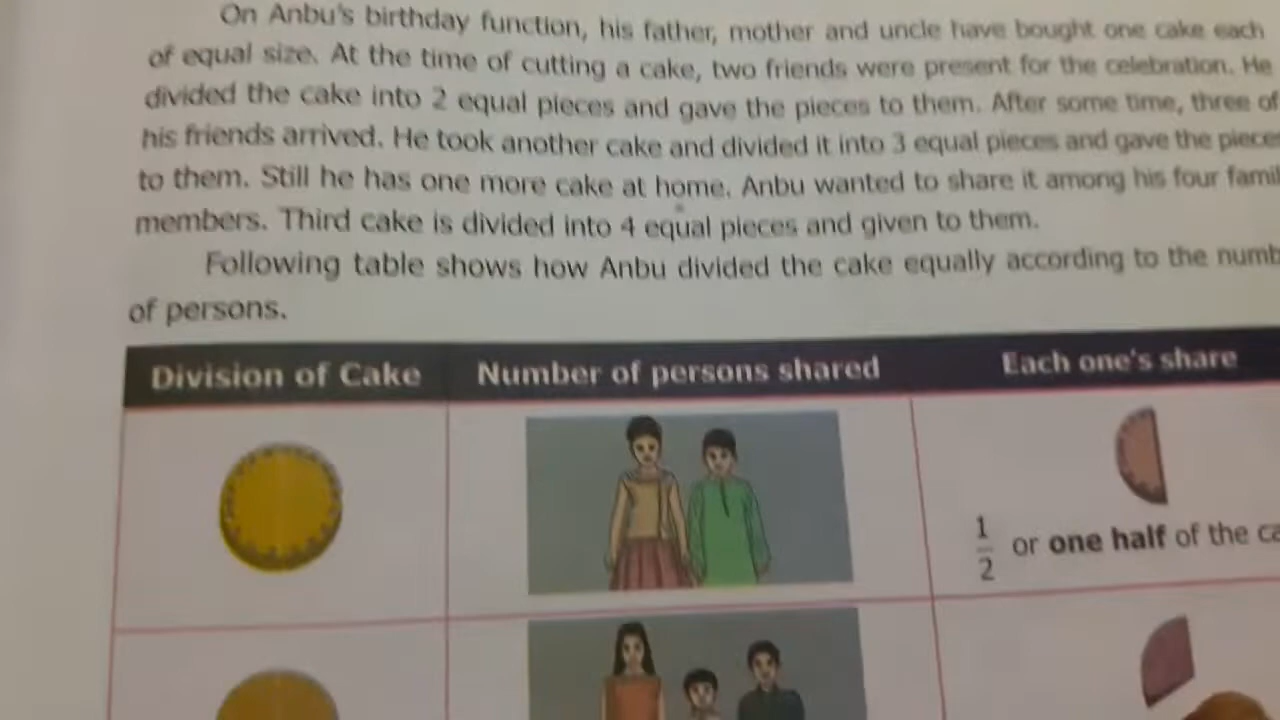 On Anbu's birthday function, his father, mother and uncle have bought one cake each
of equal size. At the time of cutting a cake, two friends were present for the celebration. He
divided the cake into 2 equal pieces and gave the pieces to them. After some time, three of
his friends arrived. He took another cake and divided it into 3 equal pieces and gave the
to them. Still he has one more cake at home. Anbu wanted to share it among his four
members. Third cake is divided into 4 equal pieces and given to them.
Following table shows how Anbu divided the cake equally according to the
of persons.
Division of Cake Number of persons shared Each one's share
1/2 or one half of the